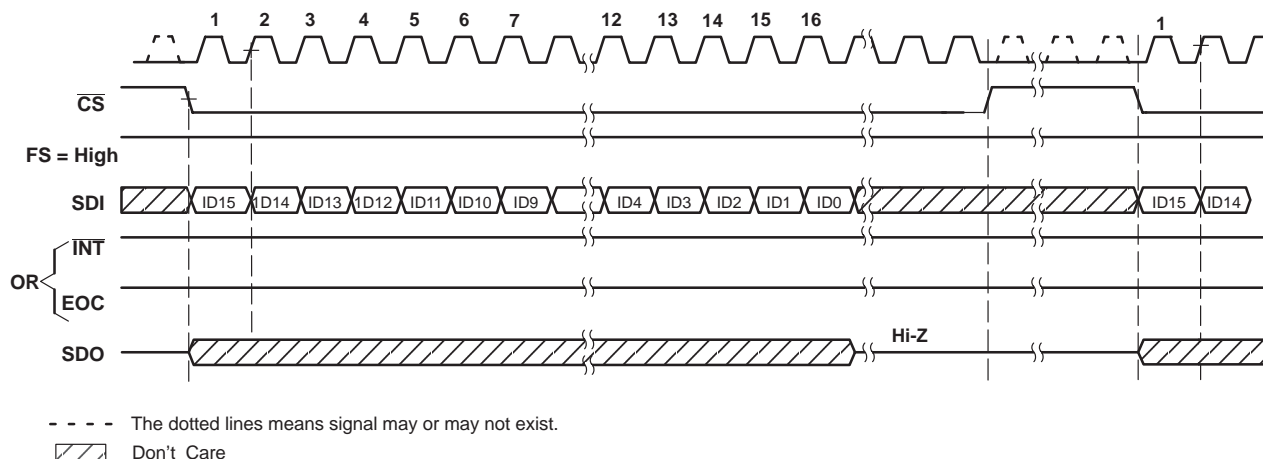 1 2 3 4 5 6 7 12 13 14 15 16 1
CS
FS = High
SDI ID15 1D14 ID13 1D12 ID11 ID10 ID9 ID4 ID3 ID2 ID1 ID0 ID15 ID14
INT
OR
EOC
SDO Hi-Z
The dotted lines means signal may or may not exist.
Don't Care